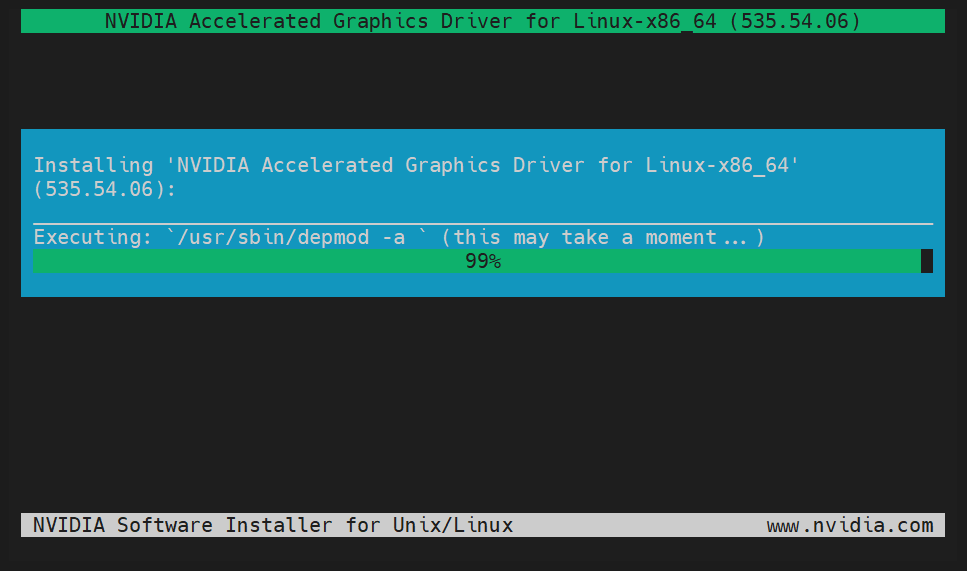 NVIDIA Accelerated Graphics Driver for Linux-x86_64 (535.54.06)
Installing 'NVIDIA Accelerated Graphics Driver for Linux-x86_64'
(535.54.06):
Executing: `/usr/sbin/depmod -a ` (this may take a moment...)
99%
NVIDIA Software Installer for Unix/Linux www.nvidia.com